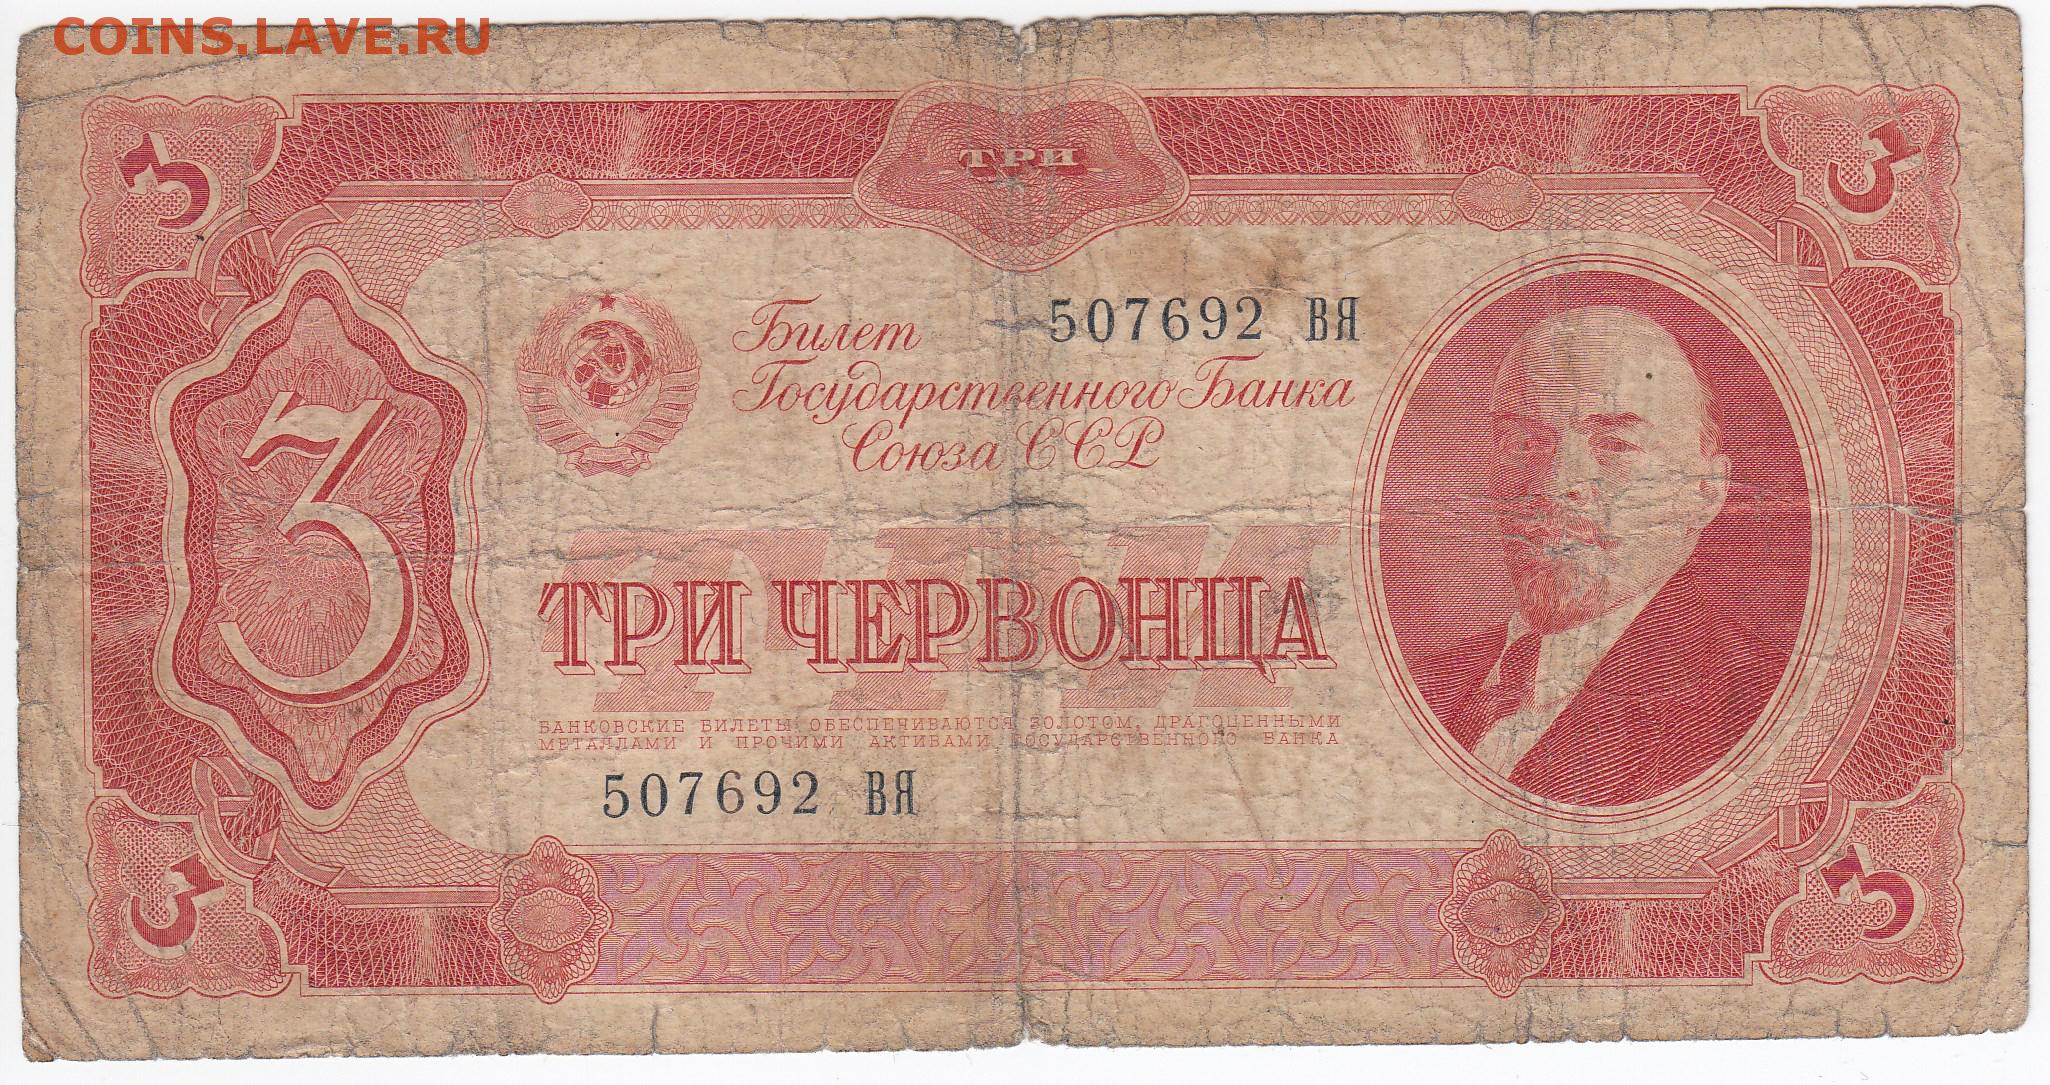 COINS.LAVE.RU
3 ТРИ 3
Билет 507692 ВЯ
Государственного Банка
Союза ССР
3
ТРИ
ТРИ ЧЕРВОНЦА
БАНКОВСКИЕ БИЛЕТЫ ОБЕСПЕЧИВАЮТСЯ ЗОЛОТОМ, ДРАГОЦЕННЫМИ
МЕТАЛЛАМИ И ПРОЧИМИ АКТИВАМИ ГОСУДАРСТВЕННОГО БАНКА
507692 ВЯ
3 3